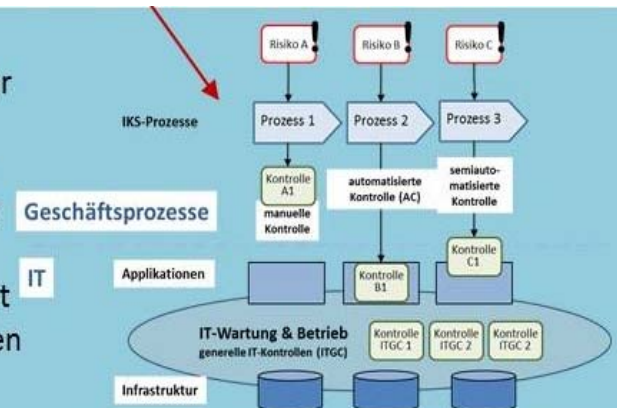 Risiko A !
Risiko B !
Risiko C !
r
IKS-Prozesse
Prozess 1
Prozess 2
Prozess 3
Kontrolle
A1
manuelle
Kontrolle
automatisierte
Kontrolle (AC)
semiauto-
matisierte
Kontrolle
Geschäftsprozesse
Kontrolle
C1
IT
Applikationen
Kontrolle
B1
t
en
IT-Wartung & Betrieb
generelle IT-Kontrollen (ITGC)
Kontrolle
ITGC 1
Kontrolle
ITGC 2
Kontrolle
ITGC 2
Infrastruktur